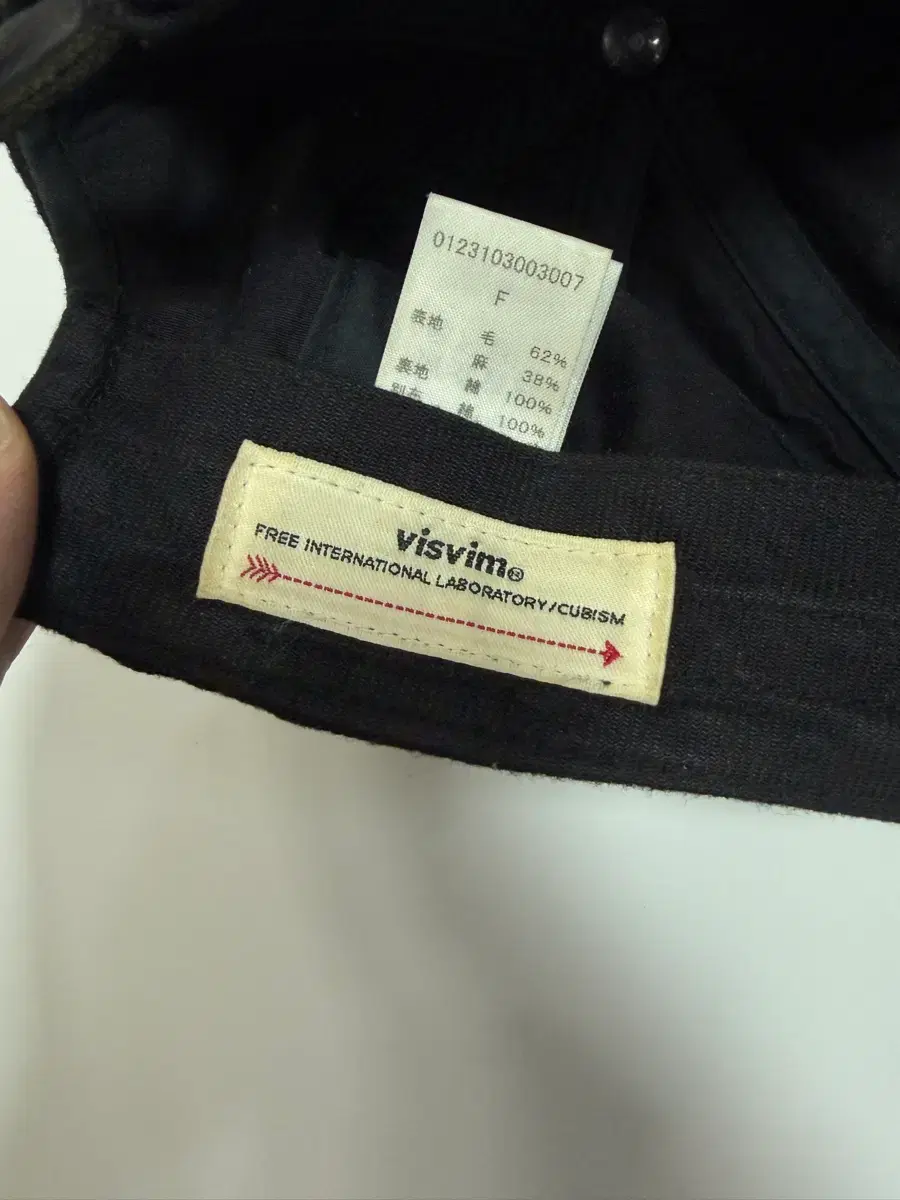 0123103003007
F
表地 毛 62%
麻 38%
裏地 綿 100%
別布 綿 100%
visvim®
FREE INTERNATIONAL LABORATORY/CUBISM